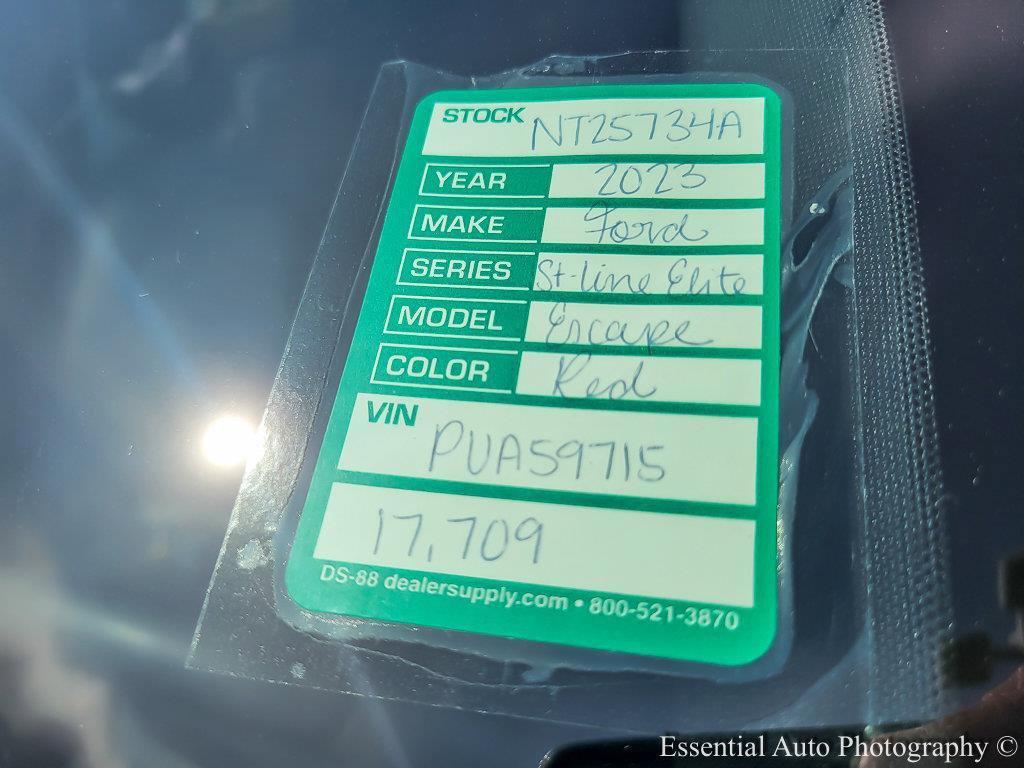 STOCK NT25734A
YEAR 2023
MAKE Ford
SERIES St-line Elite
MODEL Escape
COLOR Red
VIN PUA59715
17,709
DS-88 dealersupply.com • 800-521-3870
Essential Auto Photography ©